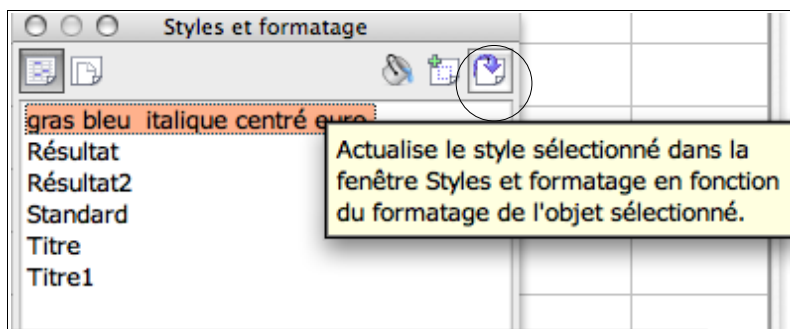 Styles et formatage
gras bleu italique centré euro
Résultat
Résultat2
Standard
Titre
Titre1
Actualise le style sélectionné dans la
fenêtre Styles et formatage en fonction
du formatage de l'objet sélectionné.